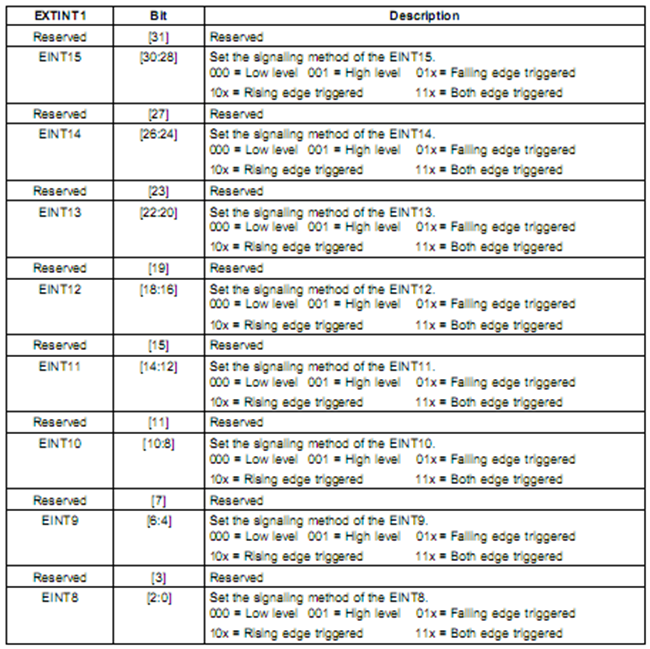 EXTINT1 Bit Description
Reserved [31] Reserved
EINT15 [30:28] Set the signaling method of the EINT15.
000 = Low level 001 = High level 01x = Falling edge triggered
10x = Rising edge triggered 11x = Both edge triggered
Reserved [27] Reserved
EINT14 [26:24] Set the signaling method of the EINT14.
000 = Low level 001 = High level 01x = Falling edge triggered
10x = Rising edge triggered 11x = Both edge triggered
Reserved [23] Reserved
EINT13 [22:20] Set the signaling method of the EINT13.
000 = Low level 001 = High level 01x = Falling edge triggered
10x = Rising edge triggered 11x = Both edge triggered
Reserved [19] Reserved
EINT12 [18:16] Set the signaling method of the EINT12.
000 = Low level 001 = High level 01x = Falling edge triggered
10x = Rising edge triggered 11x = Both edge triggered
Reserved [15] Reserved
EINT11 [14:12] Set the signaling method of the EINT11.
000 = Low level 001 = High level 01x = Falling edge triggered
10x = Rising edge triggered 11x = Both edge triggered
Reserved [11] Reserved
EINT10 [10:8] Set the signaling method of the EINT10.
000 = Low level 001 = High level 01x = Falling edge triggered
10x = Rising edge triggered 11x = Both edge triggered
Reserved [7] Reserved
EINT9 [6:4] Set the signaling method of the EINT9.
000 = Low level 001 = High level 01x = Falling edge triggered
10x = Rising edge triggered 11x = Both edge triggered
Reserved [3] Reserved
EINT8 [2:0] Set the signaling method of the EINT8.
000 = Low level 001 = High level 01x = Falling edge triggered
10x = Rising edge triggered 11x = Both edge triggered